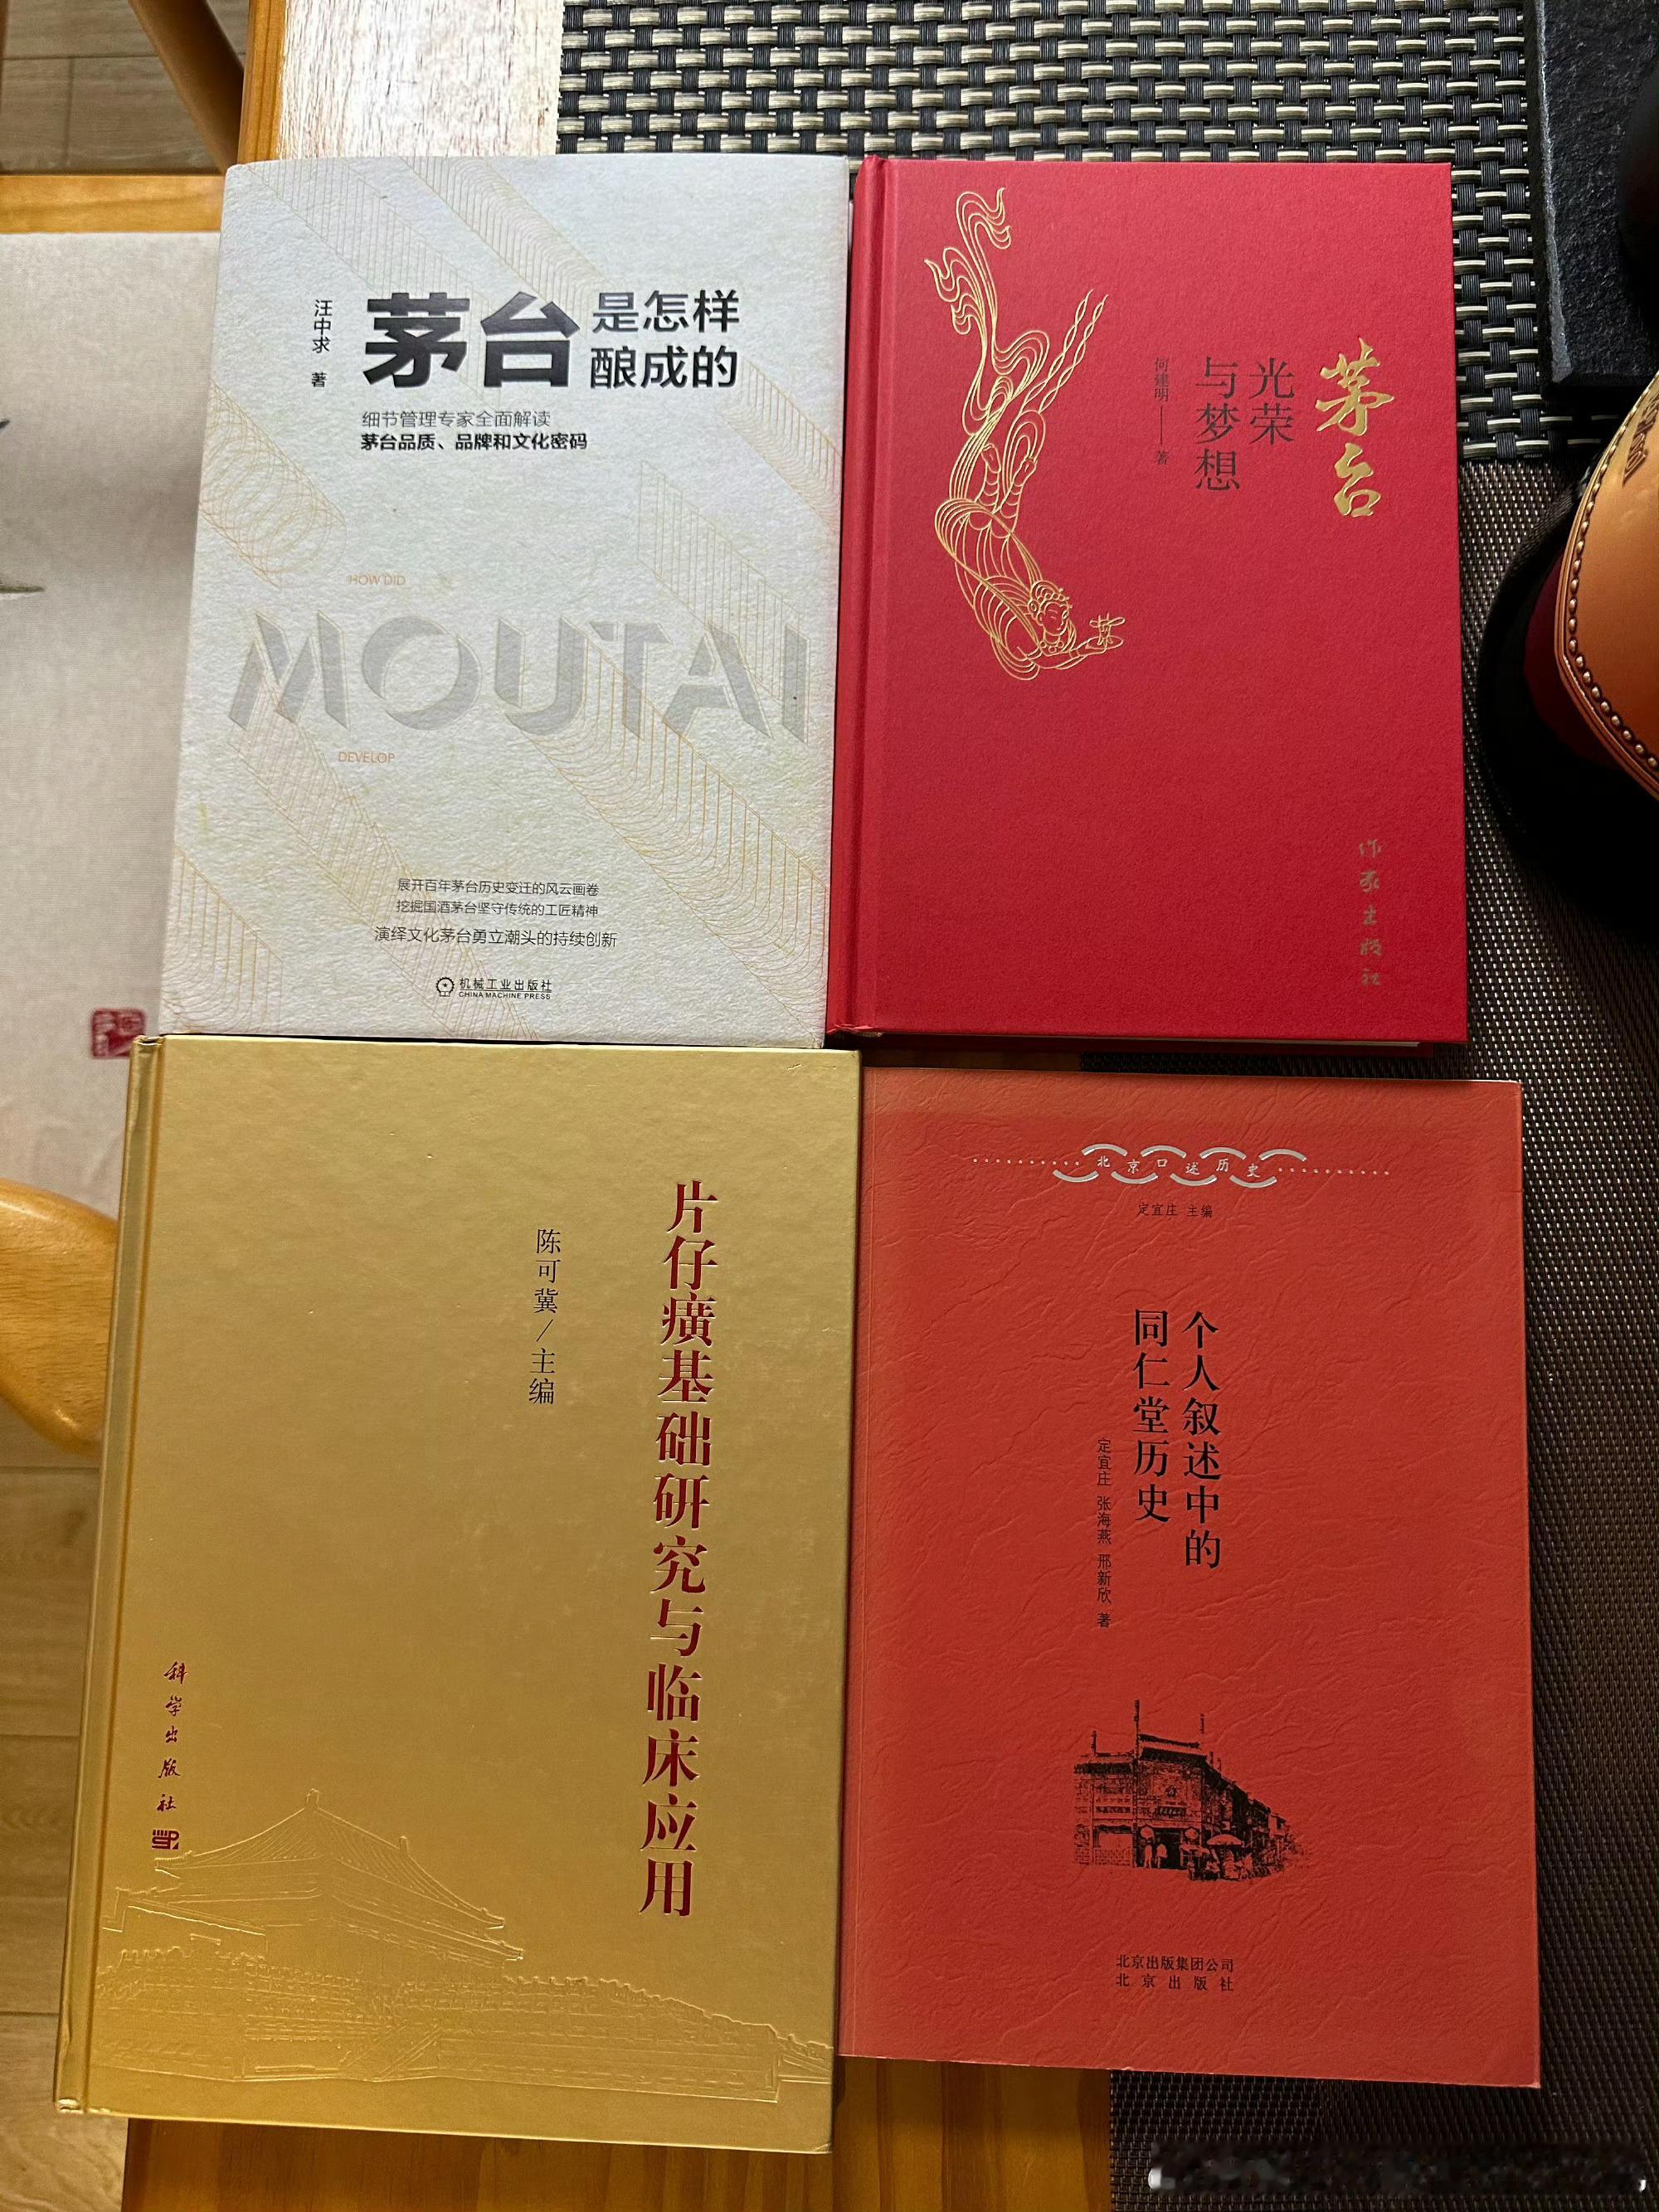 汪中求 著
茅台
是怎样
酿成的
细节管理专家全面解读
茅台品质、品牌和文化密码
HOW DID
MOUTAI
DEVELOP
展开百年茅台历史变迁的风云画卷
挖掘国酒茅台坚守传统的工匠精神
演绎文化茅台勇立潮头的持续创新
机械工业出版社
CHINA MACHINE PRESS
茅台
光荣
与梦想
何建明——著
作家出版社
片仔癀基础研究与临床应用
陈可冀/主编
科学出版社
北京口述历史
定宜庄 主编
个人叙述中的
同仁堂历史
定宜庄 张海燕 邢新欣 著
北京出版集团公司
北京出版社